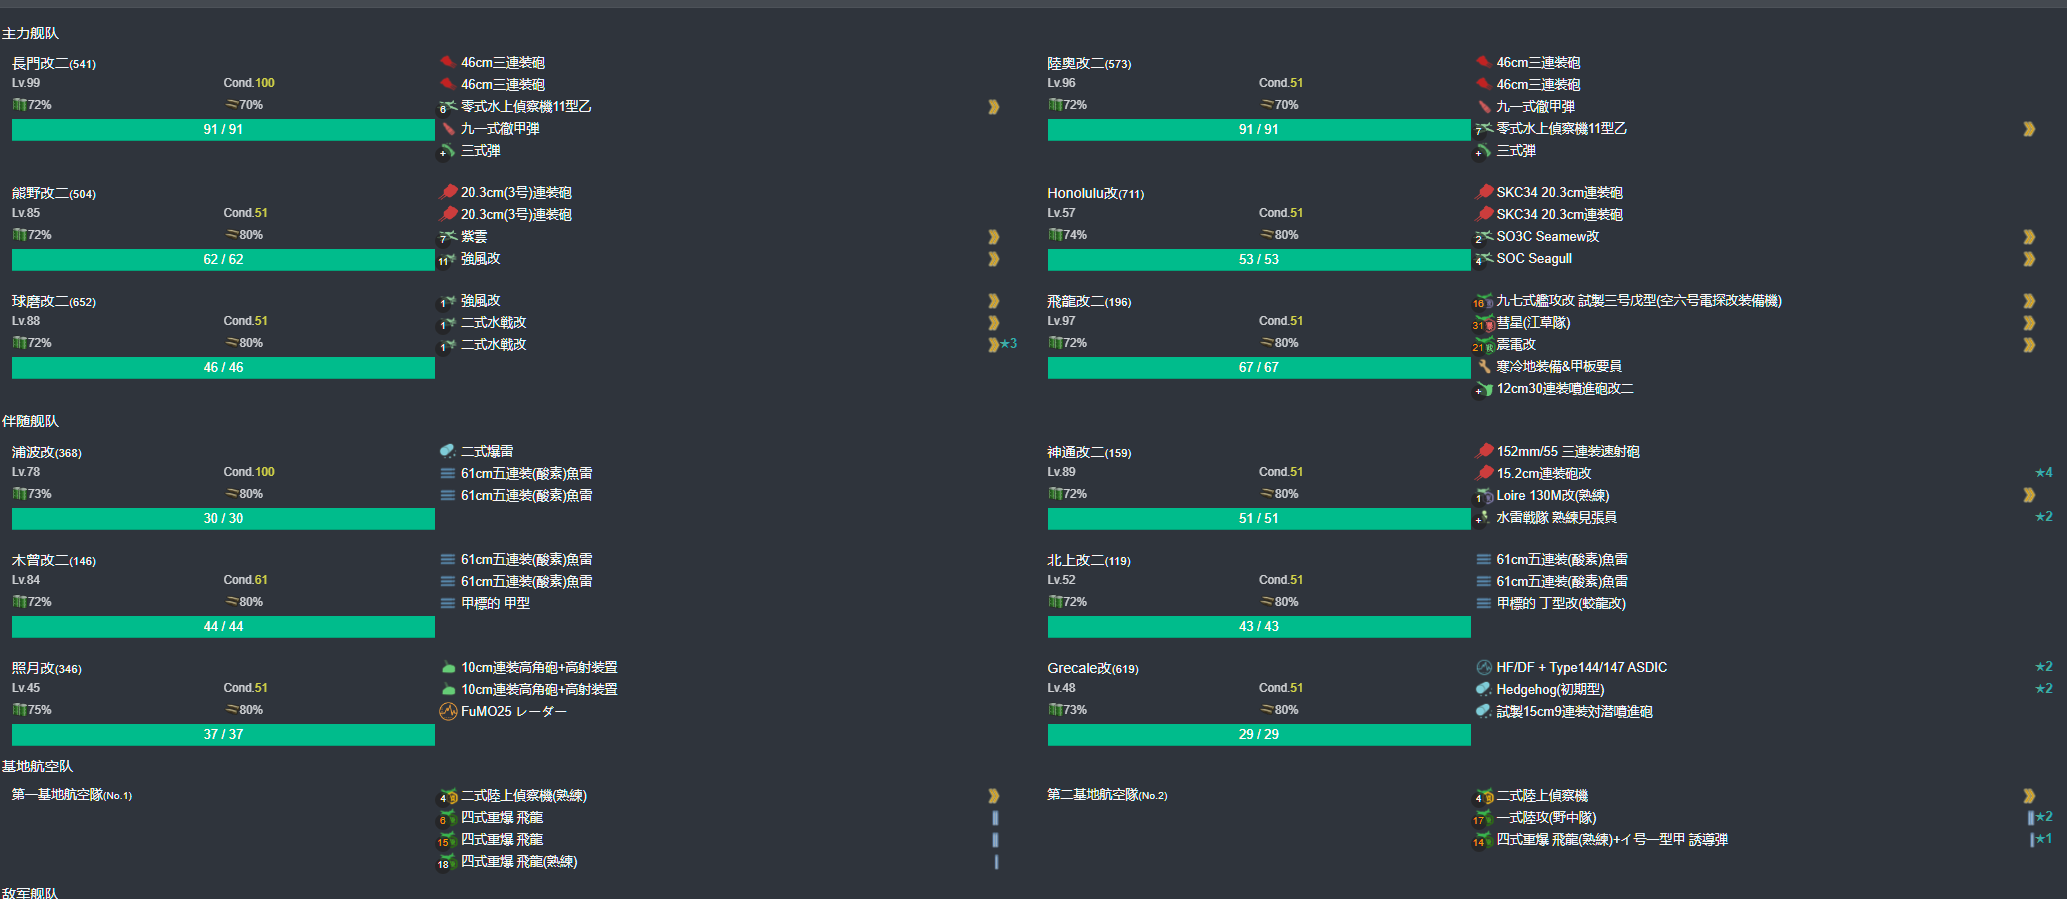 主力舰队
長門改二(541)
Lv.99 Cond.100
72% 70%
91 / 91
46cm三連装砲
46cm三連装砲
6 零式水上偵察機11型乙
九一式徹甲弾
+ 三式弾
陸奥改二(573)
Lv.96 Cond.51
72% 70%
91 / 91
46cm三連装砲
46cm三連装砲
九一式徹甲弾
7 零式水上偵察機11型乙
+ 三式弾
熊野改二(504)
Lv.85 Cond.51
72% 80%
62 / 62
20.3cm(3号)連装砲
20.3cm(3号)連装砲
7 紫雲
11 強風改
Honolulu改(711)
Lv.57 Cond.51
74% 80%
53 / 53
SKC34 20.3cm連装砲
SKC34 20.3cm連装砲
2 SO3C Seamew改
4 SOC Seagull
球磨改二(652)
Lv.88 Cond.51
72% 80%
46 / 46
1 強風改
1 二式水戦改
1 二式水戦改 ★3
飛龍改二(196)
Lv.97 Cond.51
72% 80%
67 / 67
16 九七式艦攻改 試製三号戊型(空六号電探改装備機)
31 彗星(江草隊)
21 震電改
寒冷地装備&甲板要員
+ 12cm30連装噴進砲改二
伴随舰队
浦波改(368)
Lv.78 Cond.100
73% 80%
30 / 30
二式爆雷
61cm五連装(酸素)魚雷
61cm五連装(酸素)魚雷
神通改二(159)
Lv.89 Cond.51
72% 80%
51 / 51
152mm/55 三連装速射砲
15.2cm連装砲改 ★4
1 Loire 130M改(熟練)
+ 水雷戦隊 熟練見張員 ★2
木曾改二(146)
Lv.84 Cond.61
72% 80%
44 / 44
61cm五連装(酸素)魚雷
61cm五連装(酸素)魚雷
甲標的 甲型
北上改二(119)
Lv.52 Cond.51
72% 80%
43 / 43
61cm五連装(酸素)魚雷
61cm五連装(酸素)魚雷
甲標的 丁型改(蛟龍改)
照月改(346)
Lv.45 Cond.51
75% 80%
37 / 37
10cm連装高角砲+高射装置
10cm連装高角砲+高射装置
FuMO25 レーダー
Grecale改(619)
Lv.48 Cond.51
73% 80%
29 / 29
HF/DF + Type144/147 ASDIC ★2
Hedgehog(初期型) ★2
試製15cm9連装対潜噴進砲
基地航空队
第一基地航空隊(No.1)
4 二式陸上偵察機(熟練)
6 四式重爆 飛龍
15 四式重爆 飛龍
18 四式重爆 飛龍(熟練)
第二基地航空隊(No.2)
4 二式陸上偵察機
17 一式陸攻(野中隊) ★2
14 四式重爆 飛龍(熟練)+イ号一型甲 誘導弾 ★1
敌军舰队